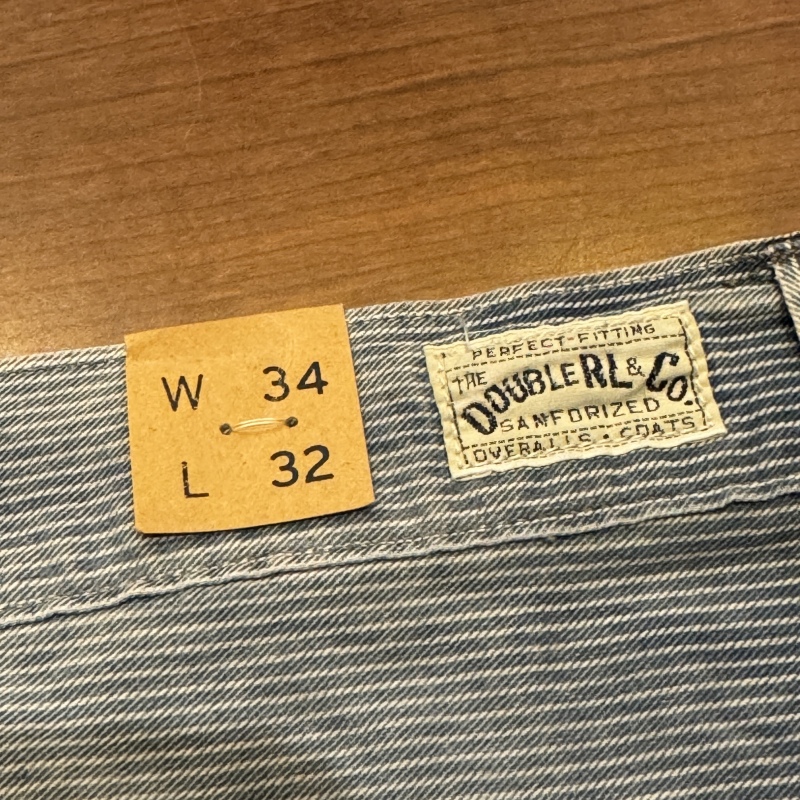 W 34
L 32
PERFECT-FITTING
THE DOUBLE RL & CO.
SANFORIZED
OVERALLS • COATS